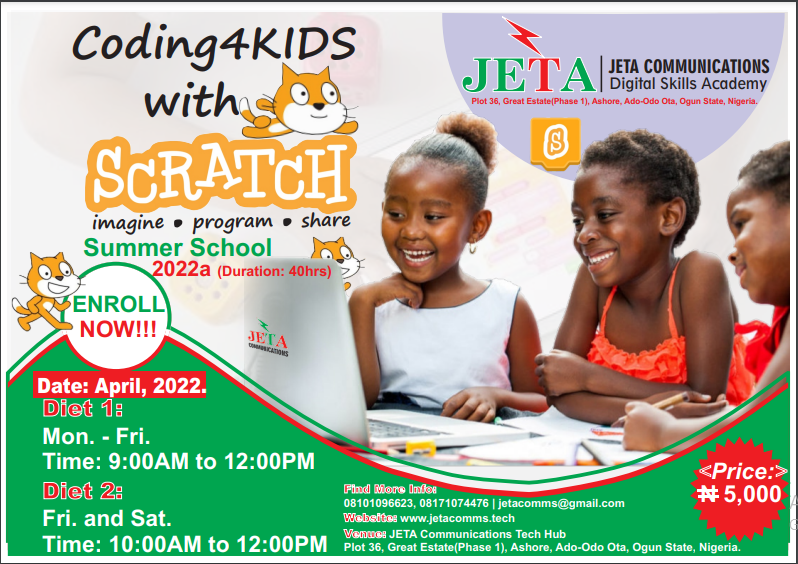 Coding4KIDS
with
SCRATCH
imagine • program • share
Summer School
2022a (Duration: 40hrs)
ENROLL
NOW!!!
JETA
JETA COMMUNICATIONS
Digital Skills Academy
Plot 36, Great Estate(Phase 1), Ashore, Ado-Odo Ota, Ogun State, Nigeria.
S
JETA
COMMUNICATIONS
Date: April, 2022.
Diet 1:
Mon. - Fri.
Time: 9:00AM to 12:00PM
Diet 2:
Fri. and Sat.
Time: 10:00AM to 12:00PM
Find More Info:
08101096623, 08171074476 | jetacomms@gmail.com
Website: www.jetacomms.tech
Venue: JETA Communications Tech Hub
Plot 36, Great Estate(Phase 1), Ashore, Ado-Odo Ota, Ogun State, Nigeria.
<Price:>
₦ 5,000